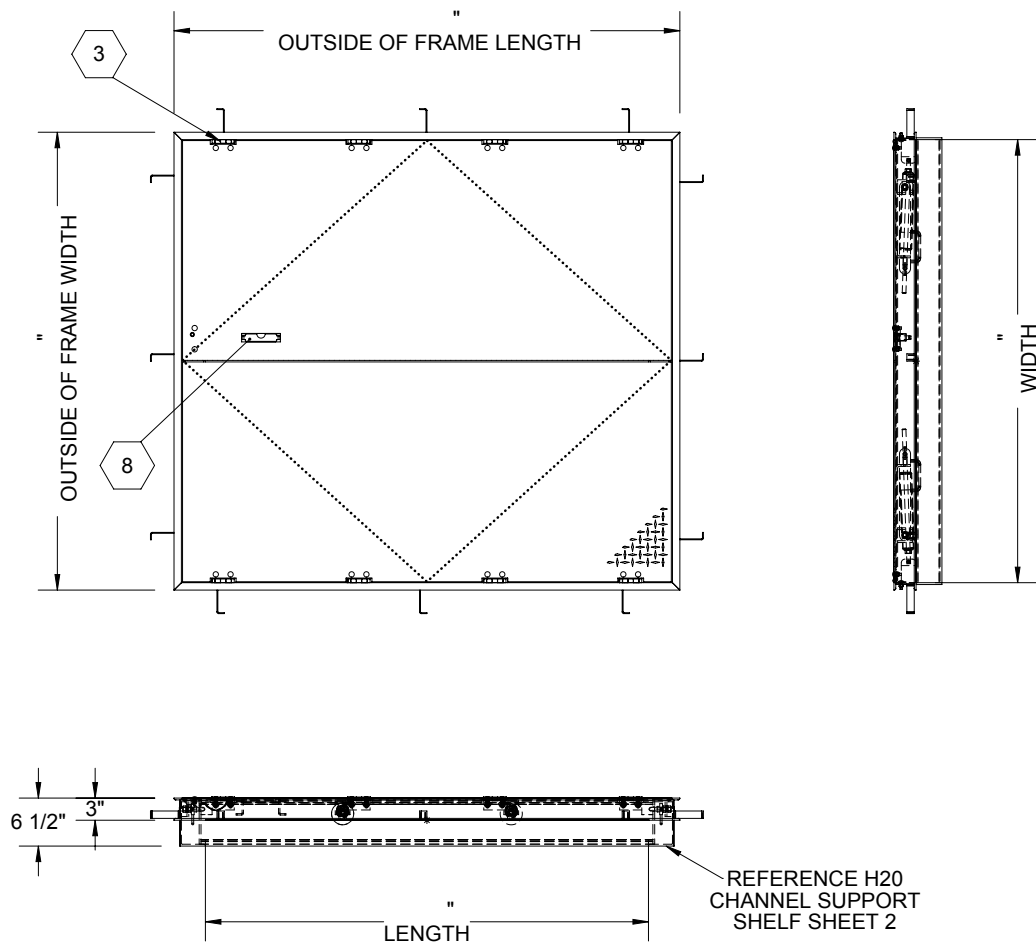 "
OUTSIDE OF FRAME LENGTH
3
"
OUTSIDE OF FRAME WIDTH
"
WIDTH
8
3"
6 1/2"
"
LENGTH
REFERENCE H20
CHANNEL SUPPORT
SHELF SHEET 2